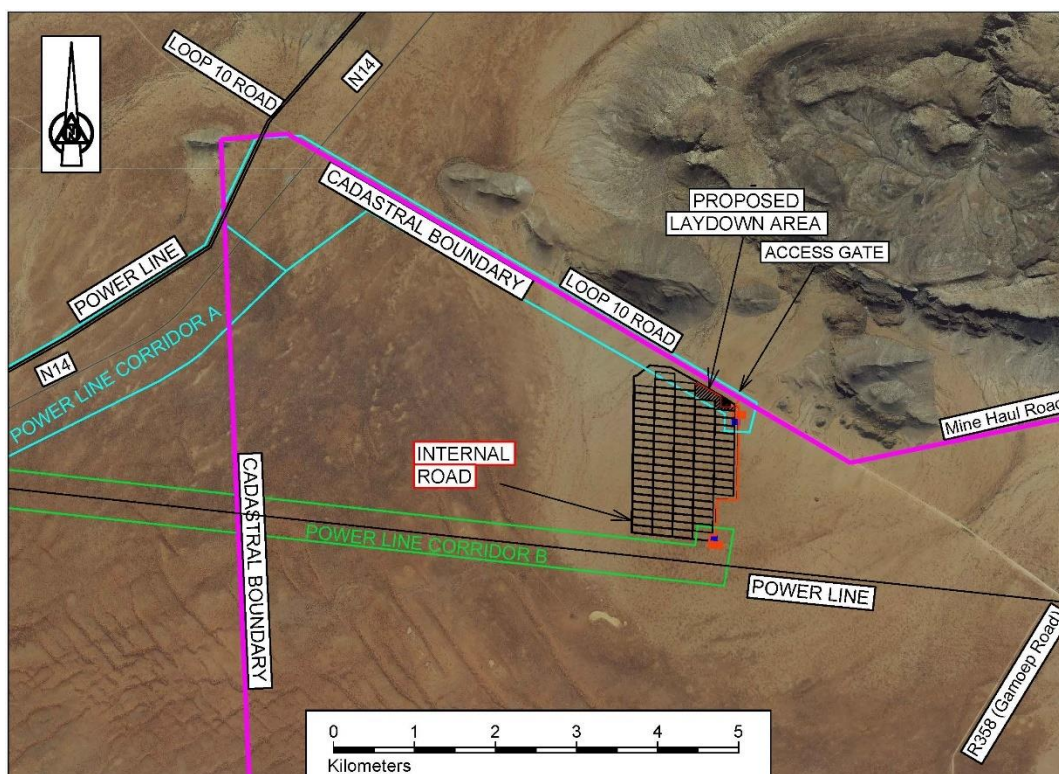 LOOP 10 ROAD
N14
PROPOSED
LAYDOWN AREA
ACCESS GATE
CADASTRAL BOUNDARY
LOOP 10 ROAD
POWER LINE
N14
POWER LINE CORRIDOR A
Mine Haul Road
INTERNAL
ROAD
CADASTRAL BOUNDARY
POWER LINE CORRIDOR B
POWER LINE
R358 (Gamoep Road)
0 1 2 3 4 5
Kilometers